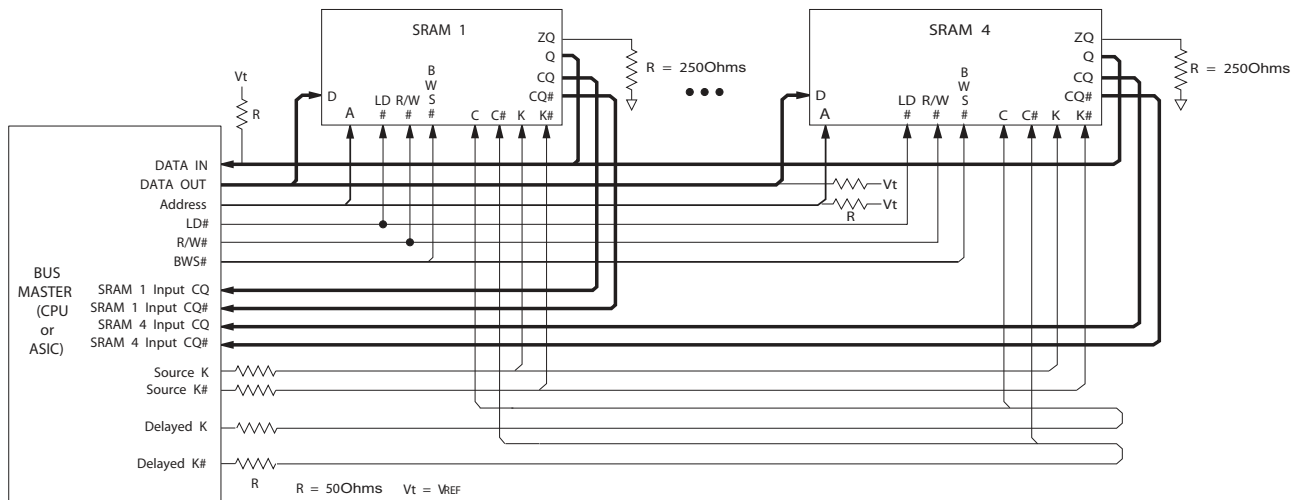 SRAM 1
ZQ
Q
CQ
CQ#
B
W
S
#
D
A
LD
#
R/W
#
C
C#
K
K#
R = 250Ohms
SRAM 4
ZQ
Q
CQ
CQ#
B
W
S
#
D
A
LD
#
R/W
#
C
C#
K
K#
R = 250Ohms
Vt
R
DATA IN
DATA OUT
Vt
Address
Vt
R
LD#
R/W#
BWS#
BUS
MASTER
(CPU
or
ASIC)
SRAM 1 Input CQ
SRAM 1 Input CQ#
SRAM 4 Input CQ
SRAM 4 Input CQ#
Source K
Source K#
Delayed K
Delayed K#
R
R = 50Ohms Vt = VREF